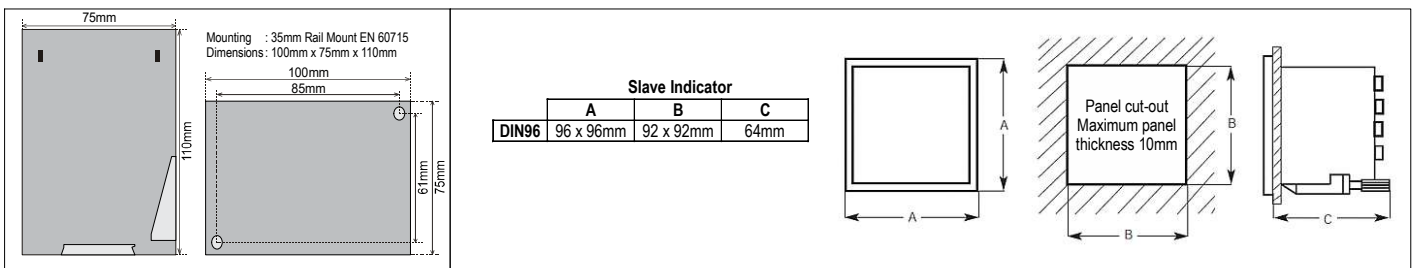 75mm
110mm
Mounting : 35mm Rail Mount EN 60715
Dimensions : 100mm x 75mm x 110mm
100mm
85mm
61mm
75mm
Slave Indicator
A B C
DIN96 96 x 96mm 92 x 92mm 64mm
A
A
Panel cut-out
Maximum panel
thickness 10mm
B
B
C